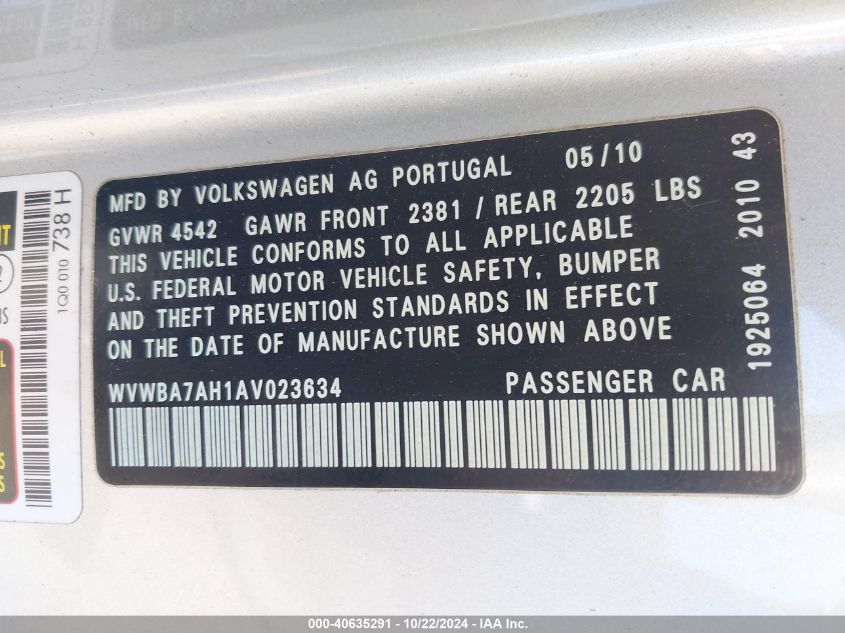 MFD BY VOLKSWAGEN AG PORTUGAL 05/10
GVWR 4542 GAWR FRONT 2381 / REAR 2205 LBS
THIS VEHICLE CONFORMS TO ALL APPLICABLE
U.S. FEDERAL MOTOR VEHICLE SAFETY, BUMPER
AND THEFT PREVENTION STANDARDS IN EFFECT
ON THE DATE OF MANUFACTURE SHOWN ABOVE
WVWBA7AH1AV023634 PASSENGER CAR
1925064 2010 43
1Q0 010 738 H
000-40635291 - 10/22/2024 - IAA Inc.